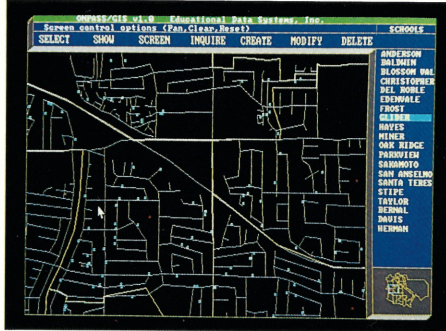 OMPASS/GIS v1.0 Educational Data Systems, Inc.
Screen control options (Pan,Clear,Reset)
SELECT SHOW SCREEN INQUIRE CREATE MODIFY DELETE
SCHOOLS
ANDERSON
BALDWIN
BLOSSOM VAL
CHRISTOPHER
DEL ROBLE
EDENVALE
FROST
GLIDER
HAYES
MINER
OAK RIDGE
PARKVIEW
SAKAMOTO
SAN ANSELMO
SANTA TERES
STIPE
TAYLOR
BERNAL
DAVIS
HERMAN